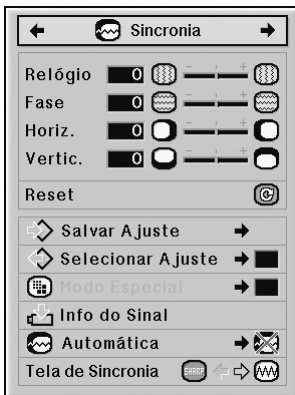 Sincronia
Relógio 0
Fase 0
Horiz. 0
Vertic. 0
Reset
Salvar Ajuste
Selecionar Ajuste
Modo Especial
Info do Sinal
Automática
Tela de Sincronia SHARP